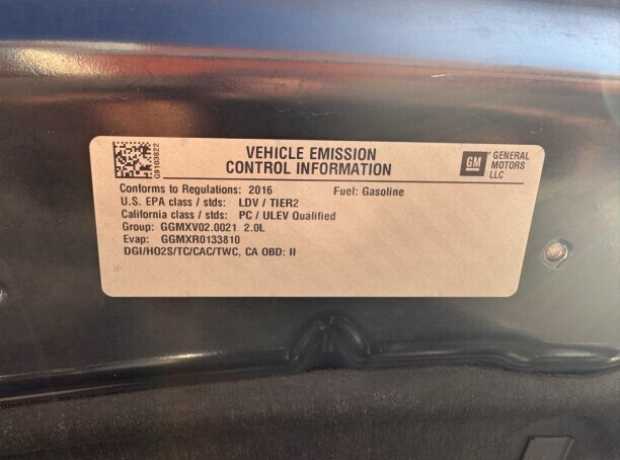 VEHICLE EMISSION
CONTROL INFORMATION
GM GENERAL
MOTORS
LLC
Conforms to Regulations: 2016 Fuel: Gasoline
U.S. EPA class / stds: LDV / TIER2
California class / stds: PC / ULEV Qualified
Group: GGMXV02.0021 2.0L
Evap: GGMXR0133810
DGI/HO2S/TC/CAC/TWC, CA OBD: II